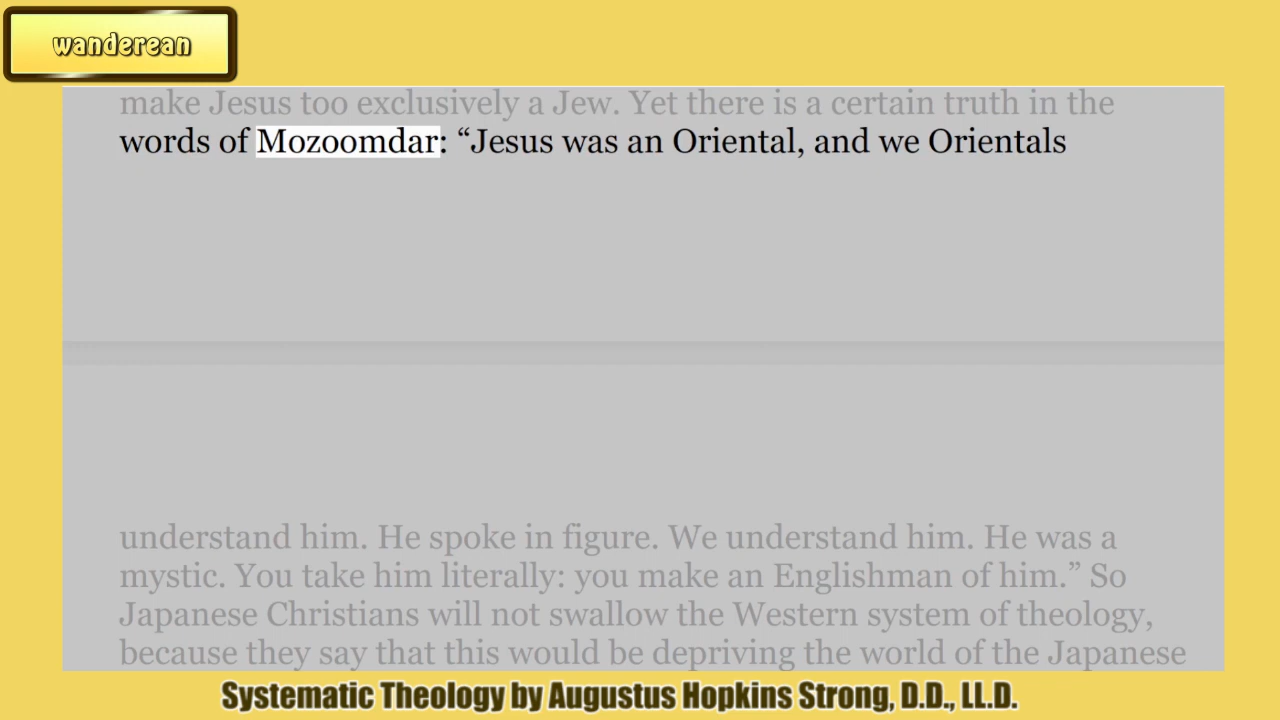 wanderean
make Jesus too exclusively a Jew. Yet there is a certain truth in the
words of Mozoomdar: “Jesus was an Oriental, and we Orientals
understand him. He spoke in figure. We understand him. He was a
mystic. You take him literally: you make an Englishman of him.” So
Japanese Christians will not swallow the Western system of theology,
because they say that this would be depriving the world of the Japanese
Systematic Theology by Augustus Hopkins Strong, D.D., LL.D.